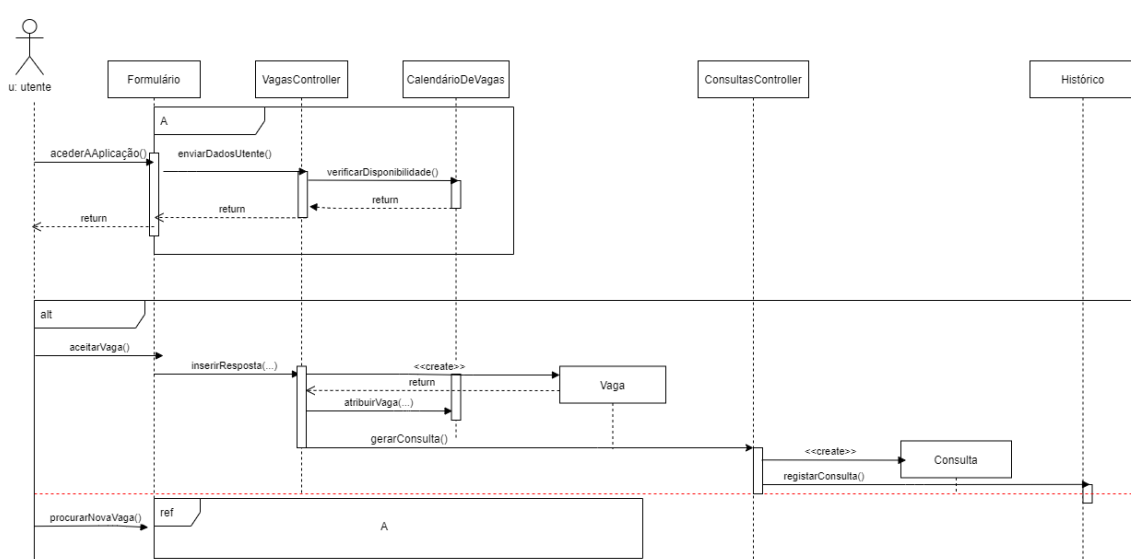 u: utente
Formulário
VagasController
CalendárioDeVagas
ConsultasController
Histórico
A
acederAAplicação()
enviarDadosUtente()
verificarDisponibilidade()
return
return
return
alt
aceitarVaga()
inserirResposta(...)
<<create>>
return
Vaga
atribuirVaga(...)
gerarConsulta()
<<create>>
Consulta
registarConsulta()
procurarNovaVaga()
ref
A